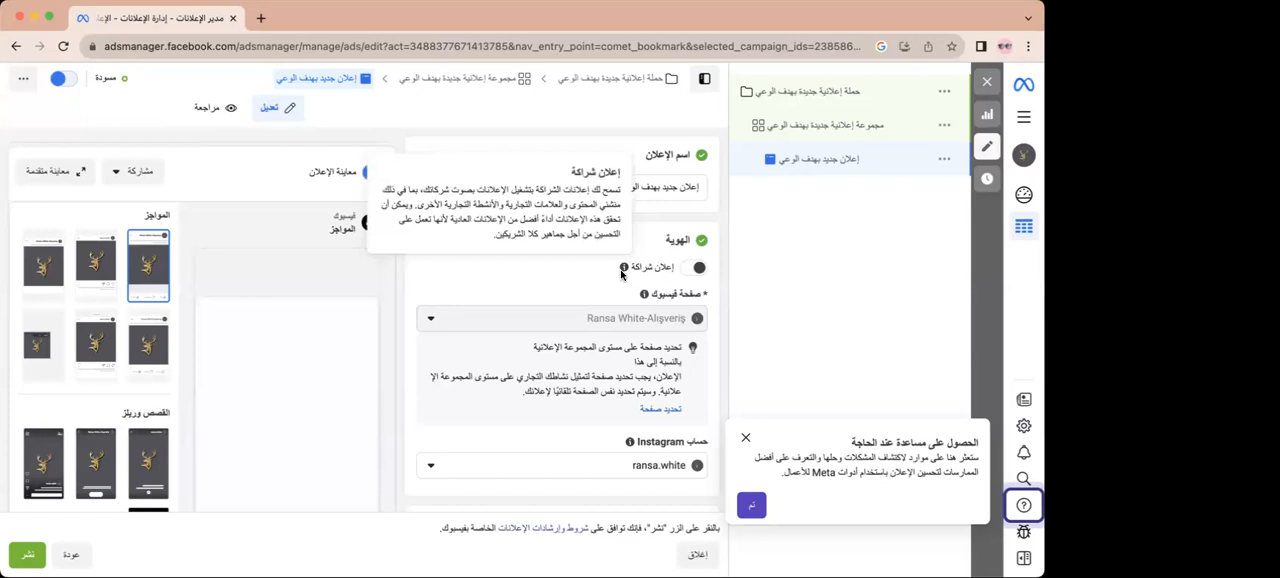 مدير الإعلانات - إدارة الإعلانات - الإعلا
adsmanager.facebook.com/adsmanager/manage/ads/edit?act=3488377671413785&nav_entry_point=comet_bookmark&selected_campaign_ids=238586...
حملة إعلانية جديدة بهدف الوعي
مجموعة إعلانية جديدة بهدف الوعي
إعلان جديد بهدف الوعي
مسودة
تعديل
مراجعة
حملة إعلانية جديدة بهدف الوعي
مجموعة إعلانية جديدة بهدف الوعي
إعلان جديد بهدف الوعي
اسم الإعلان
إعلان جديد بهدف الو
إعلان شراكة
تسمح لك إعلانات الشراكة بتشغيل الإعلانات بصوت شركائك، بما في ذلك
منشئي المحتوى والعلامات التجارية والأنشطة التجارية الأخرى. ويمكن أن
تحقق هذه الإعلانات أداءً أفضل من الإعلانات العادية لأنها تعمل على
التحسين من أجل جماهير كلا الشريكين.
الهوية
إعلان شراكة
* صفحة فيسبوك
Ransa White-Alışveriş
تحديد صفحة على مستوى المجموعة الإعلانية
بالنسبة إلى هذا
الإعلان، يجب تحديد صفحة لتمثيل نشاطك التجاري على مستوى المجموعة الإ
علانية. وسيتم تحديد نفس الصفحة تلقائيًا لإعلانك.
تحديد صفحة
حساب Instagram
ransa.white
معاينة الإعلان
مشاركة
معاينة متقدمة
فيسبوك
المواجز
المواجز
القصص وريلز
الحصول على مساعدة عند الحاجة
ستعثر هنا على موارد لاكتشاف المشكلات وحلها والتعرف على أفضل
الممارسات لتحسين الإعلان باستخدام أدوات Meta للأعمال.
تم
بالنقر على الزر "نشر"، فإنك توافق على شروط وإرشادات الإعلانات الخاصة بفيسبوك.
إغلاق
عودة
نشر